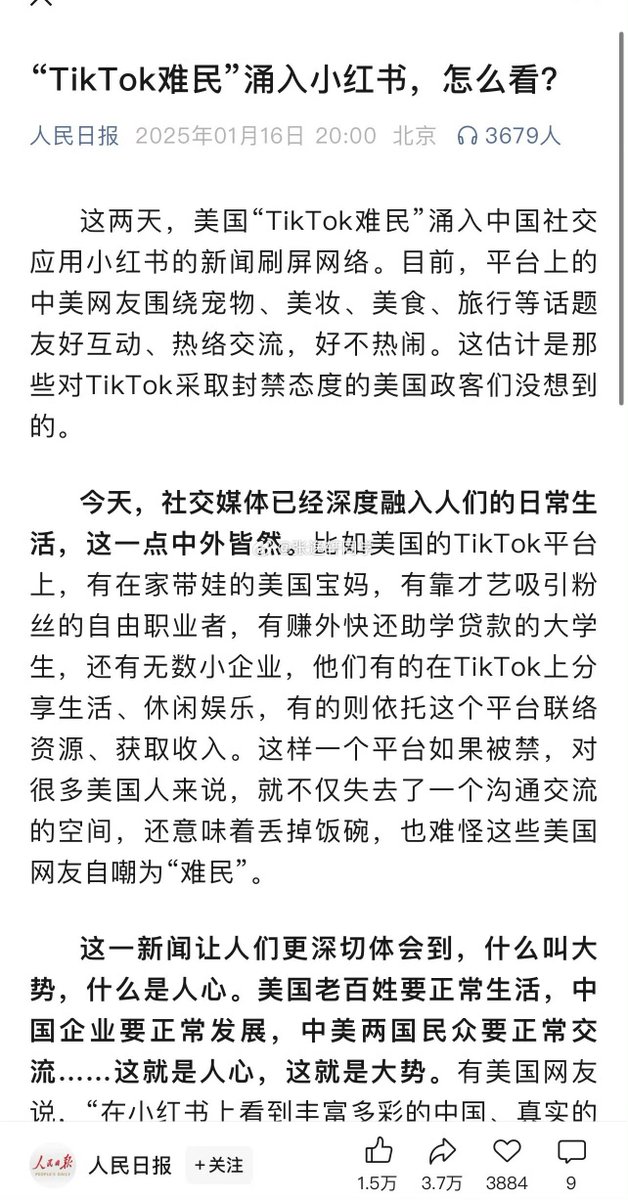 “TikTok难民”涌入小红书，怎么看？
人民日报 2025年01月16日 20:00 北京 3679人
这两天，美国“TikTok难民”涌入中国社交
应用小红书的新闻刷屏网络。目前，平台上的
中美网友围绕宠物、美妆、美食、旅行等话题
友好互动、热络交流，好不热闹。这估计是那
些对TikTok采取封禁态度的美国政客们没想到
的。
今天，社交媒体已经深度融入人们的日常生
活，这一点中外皆然。比如美国的TikTok平台
上，有在家带娃的美国宝妈，有靠才艺吸引粉
丝的自由职业者，有赚外快还助学贷款的大学
生，还有无数小企业，他们有的在TikTok上分
享生活、休闲娱乐，有的则依托这个平台联络
资源、获取收入。这样一个平台如果被禁，对
很多美国人来说，就不仅失去了一个沟通交流
的空间，还意味着丢掉饭碗，也难怪这些美国
网友自嘲为“难民”。
这一新闻让人们更深切体会到，什么叫大
势，什么是人心。美国老百姓要正常生活，中
国企业要正常发展，中美两国民众要正常交
流……这就是人心，这就是大势。有美国网友
说，“在小红书上看到丰富多彩的中国、真实的
人民日报
PEOPLE'S DAILY
人民日报 +关注 1.5万 3.7万 3884 9